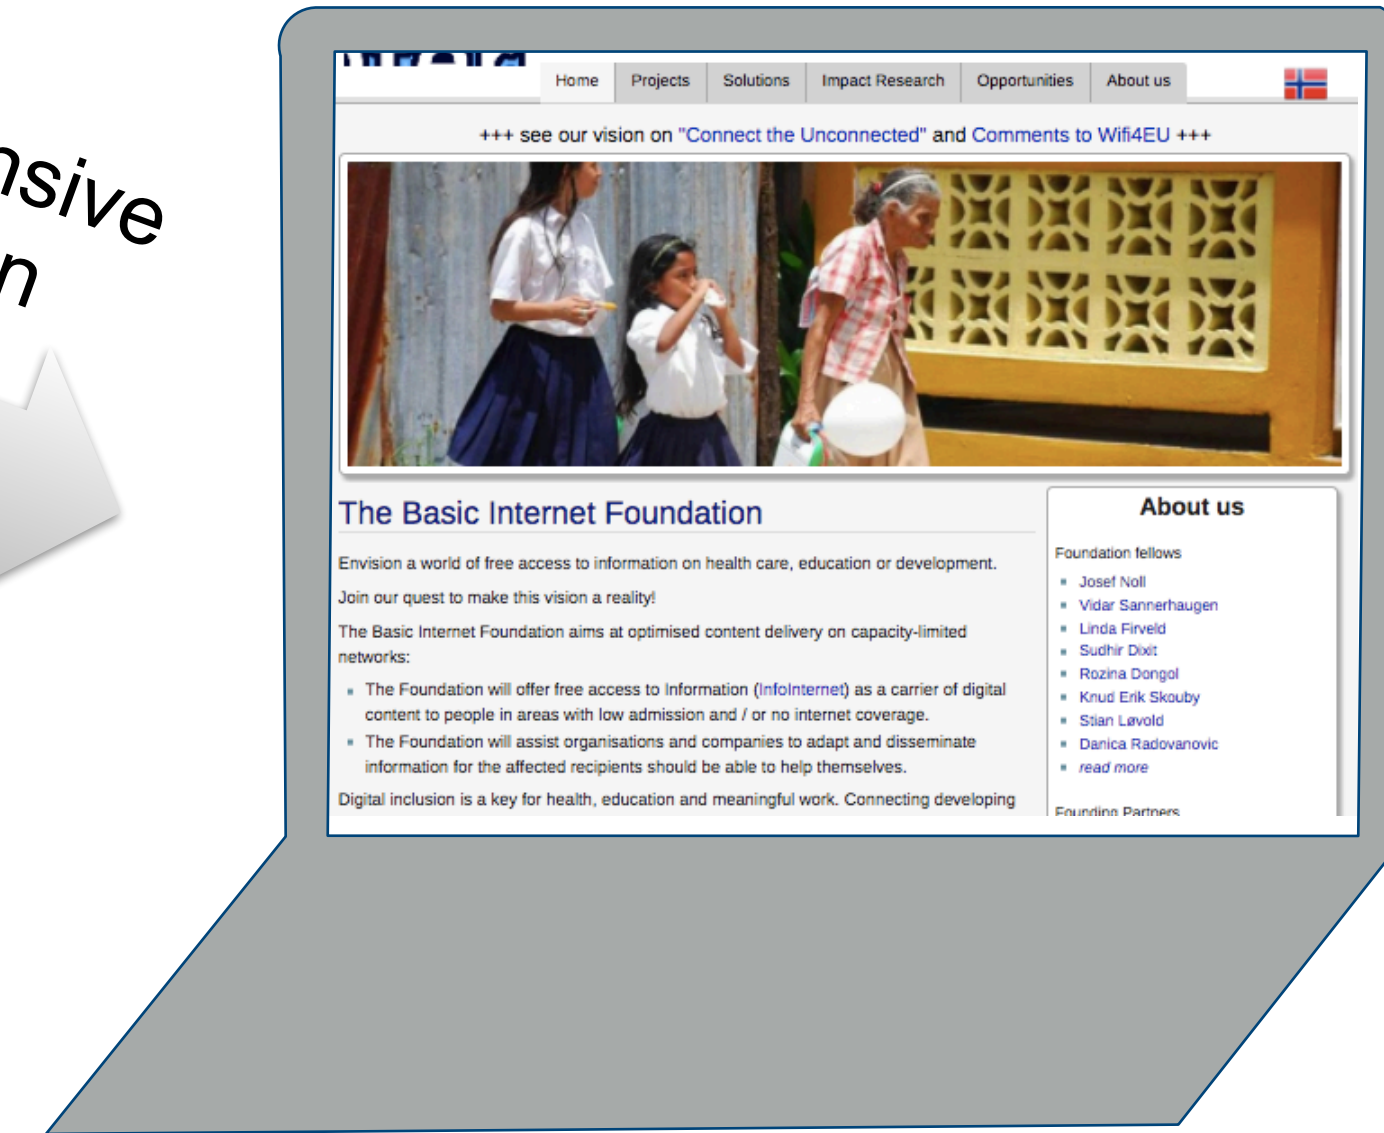 Home Projects Solutions Impact Research Opportunities About us
+++ see our vision on "Connect the Unconnected" and Comments to Wifi4EU +++
The Basic Internet Foundation
Envision a world of free access to information on health care, education or development.
Join our quest to make this vision a reality!
The Basic Internet Foundation aims at optimised content delivery on capacity-limited
networks:
The Foundation will offer free access to Information (InfoInternet) as a carrier of digital
content to people in areas with low admission and / or no internet coverage.
The Foundation will assist organisations and companies to adapt and disseminate
information for the affected recipients should be able to help themselves.
Digital inclusion is a key for health, education and meaningful work. Connecting developing
About us
Foundation fellows
Josef Noll
Vidar Sannerhaugen
Linda Firveld
Sudhir Dixit
Rozina Dongol
Knud Erik Skouby
Stian Løvold
Danica Radovanovic
read more
Founding Partners